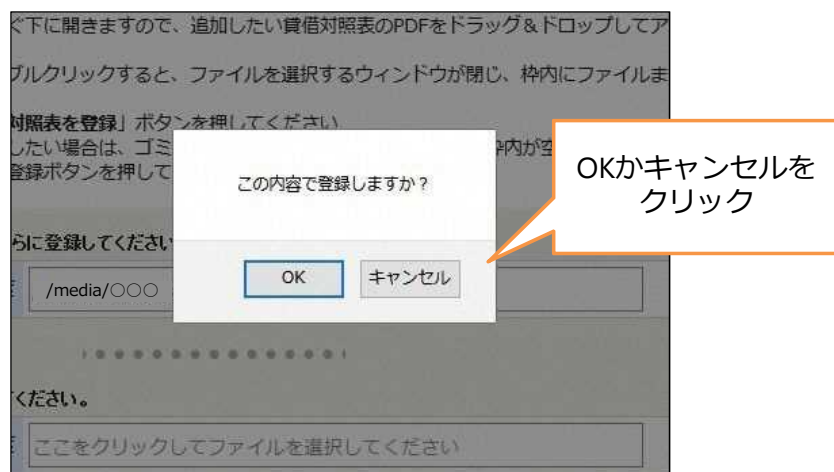 ぐ下に開きますので、追加したい貸借対照表のPDFをドラッグ&ドロップしてア
ブルクリックすると、ファイルを選択するウィンドウが閉じ、枠内にファイルま
対照表を登録」ボタンを押してください
したい場合は、ゴミ
枠内が空
登録ボタンを押して
この内容で登録しますか?
OK
キャンセル
OKかキャンセルを
クリック
らに登録してください
/media/○○○
ください。
ここをクリックしてファイルを選択してください